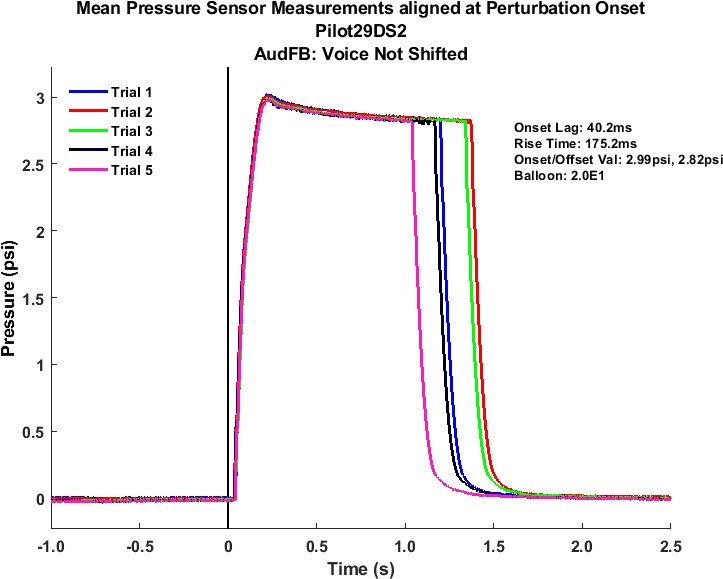 Mean Pressure Sensor Measurements aligned at Perturbation Onset
Pilot29DS2
AudFB: Voice Not Shifted
Trial 1
Trial 2
Trial 3
Trial 4
Trial 5
Onset Lag: 40.2ms
Rise Time: 175.2ms
Onset/Offset Val: 2.99psi, 2.82psi
Balloon: 2.0E1
Pressure (psi)
3
2.5
2
1.5
1
0.5
0
-1.0 -0.5 0 0.5 1.0 1.5 2.0 2.5
Time (s)